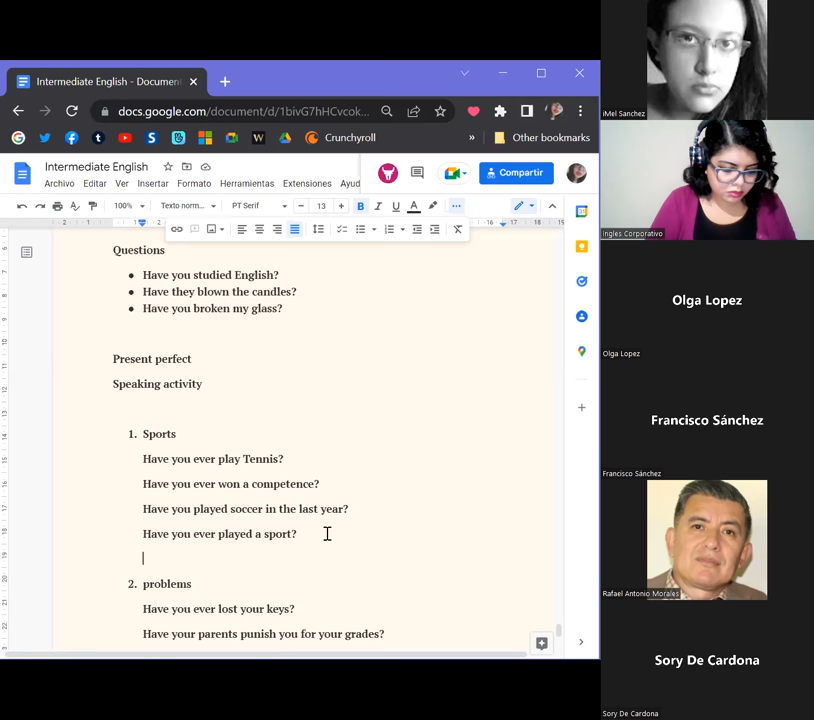 Intermediate English - Document
docs.google.com/document/d/1bivG7hHCvcok...
Crunchyroll
»
Other bookmarks
Intermediate English
Archivo Editar Ver Insertar Formato Herramientas Extensiones Ayud
Compartir
100% Texto norm... PT Serif 13
Questions
Have you studied English?
Have they blown the candles?
Have you broken my glass?
Present perfect
Speaking activity
1. Sports
Have you ever play Tennis?
Have you ever won a competence?
Have you played soccer in the last year?
Have you ever played a sport?
2. problems
Have you ever lost your keys?
Have your parents punish you for your grades?
iMel Sanchez
Ingles Corporativo
Olga Lopez
Olga Lopez
Francisco Sánchez
Francisco Sánchez
Rafael Antonio Morales
Sory De Cardona
Sory De Cardona